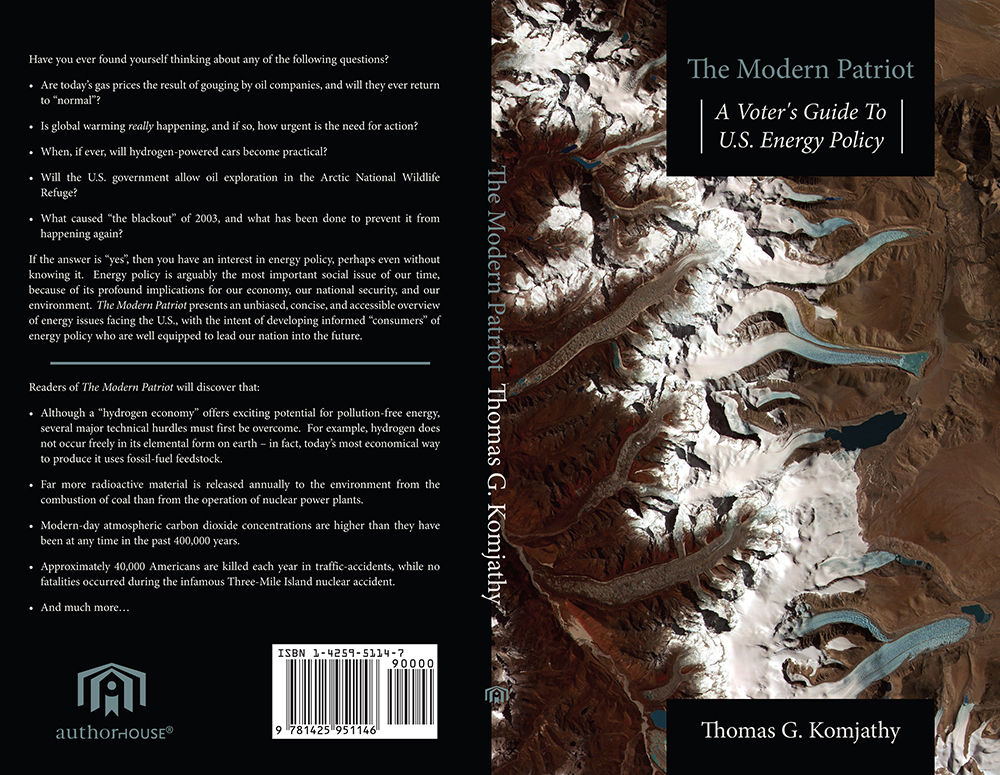 Have you ever found yourself thinking about any of the following questions?
• Are today's gas prices the result of gouging by oil companies, and will they ever return
to "normal"?
• Is global warming really happening, and if so, how urgent is the need for action?
• When, if ever, will hydrogen-powered cars become practical?
• Will the U.S. government allow oil exploration in the Arctic National Wildlife
Refuge?
• What caused "the blackout" of 2003, and what has been done to prevent it from
happening again?
If the answer is "yes", then you have an interest in energy policy, perhaps even without
knowing it. Energy policy is arguably the most important social issue of our time,
because of its profound implications for our economy, our national security, and our
environment. The Modern Patriot presents an unbiased, concise, and accessible overview
of energy issues facing the U.S., with the intent of developing informed "consumers" of
energy policy who are well equipped to lead our nation into the future.
Readers of The Modern Patriot will discover that:
• Although a "hydrogen economy" offers exciting potential for pollution-free energy,
several major technical hurdles must first be overcome. For example, hydrogen does
not occur freely in its elemental form on earth – in fact, today's most economical way
to produce it uses fossil-fuel feedstock.
• Far more radioactive material is released annually to the environment from the
combustion of coal than from the operation of nuclear power plants.
• Modern-day atmospheric carbon dioxide concentrations are higher than they have
been at any time in the past 400,000 years.
• Approximately 40,000 Americans are killed each year in traffic-accidents, while no
fatalities occurred during the infamous Three-Mile Island nuclear accident.
• And much more…
authorHOUSE®
ISBN 1-4259-5114-7
90000
9 781425 951146
The Modern Patriot Thomas G. Komjathy
The Modern Patriot
A Voter's Guide To
U.S. Energy Policy
Thomas G. Komjathy